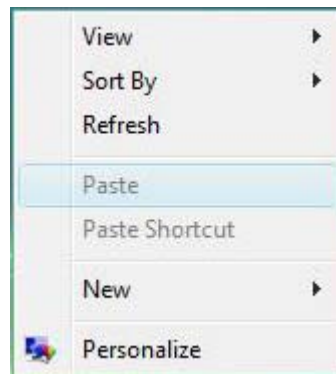 View
Sort By
Refresh
Paste
Paste Shortcut
New
Personalize